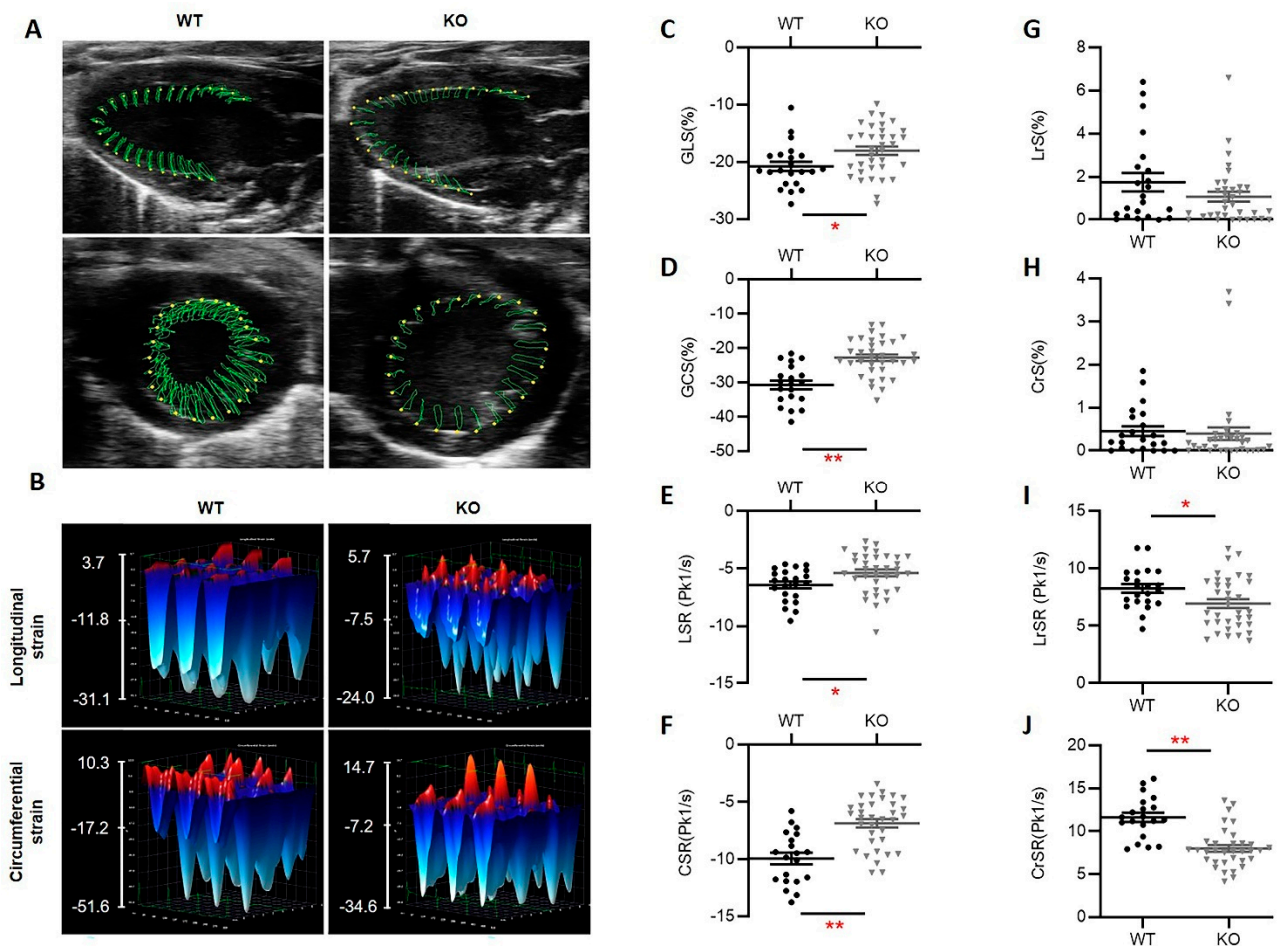 A
WT
KO
B
WT
KO
Longitudinal
strain
3.7
-11.8
-31.1
5.7
-7.5
-24.0
Circumferential
strain
10.3
-17.2
-51.6
14.7
-7.2
-34.6
C
WT
KO
GLS(%)
0
-10
-20
-30
*
D
WT
KO
GCS(%)
0
-10
-20
-30
-40
-50
**
E
WT
KO
LSR (Pk1/s)
0
-5
-10
-15
*
F
WT
KO
CSR(Pk1/s)
0
-5
-10
-15
**
G
LrS(%)
8
6
4
2
0
WT
KO
H
CrS(%)
4
3
2
1
0
WT
KO
I
*
LrSR (Pk1/s)
15
10
5
0
WT
KO
J
**
CrSR(Pk1/s)
20
15
10
5
0
WT
KO